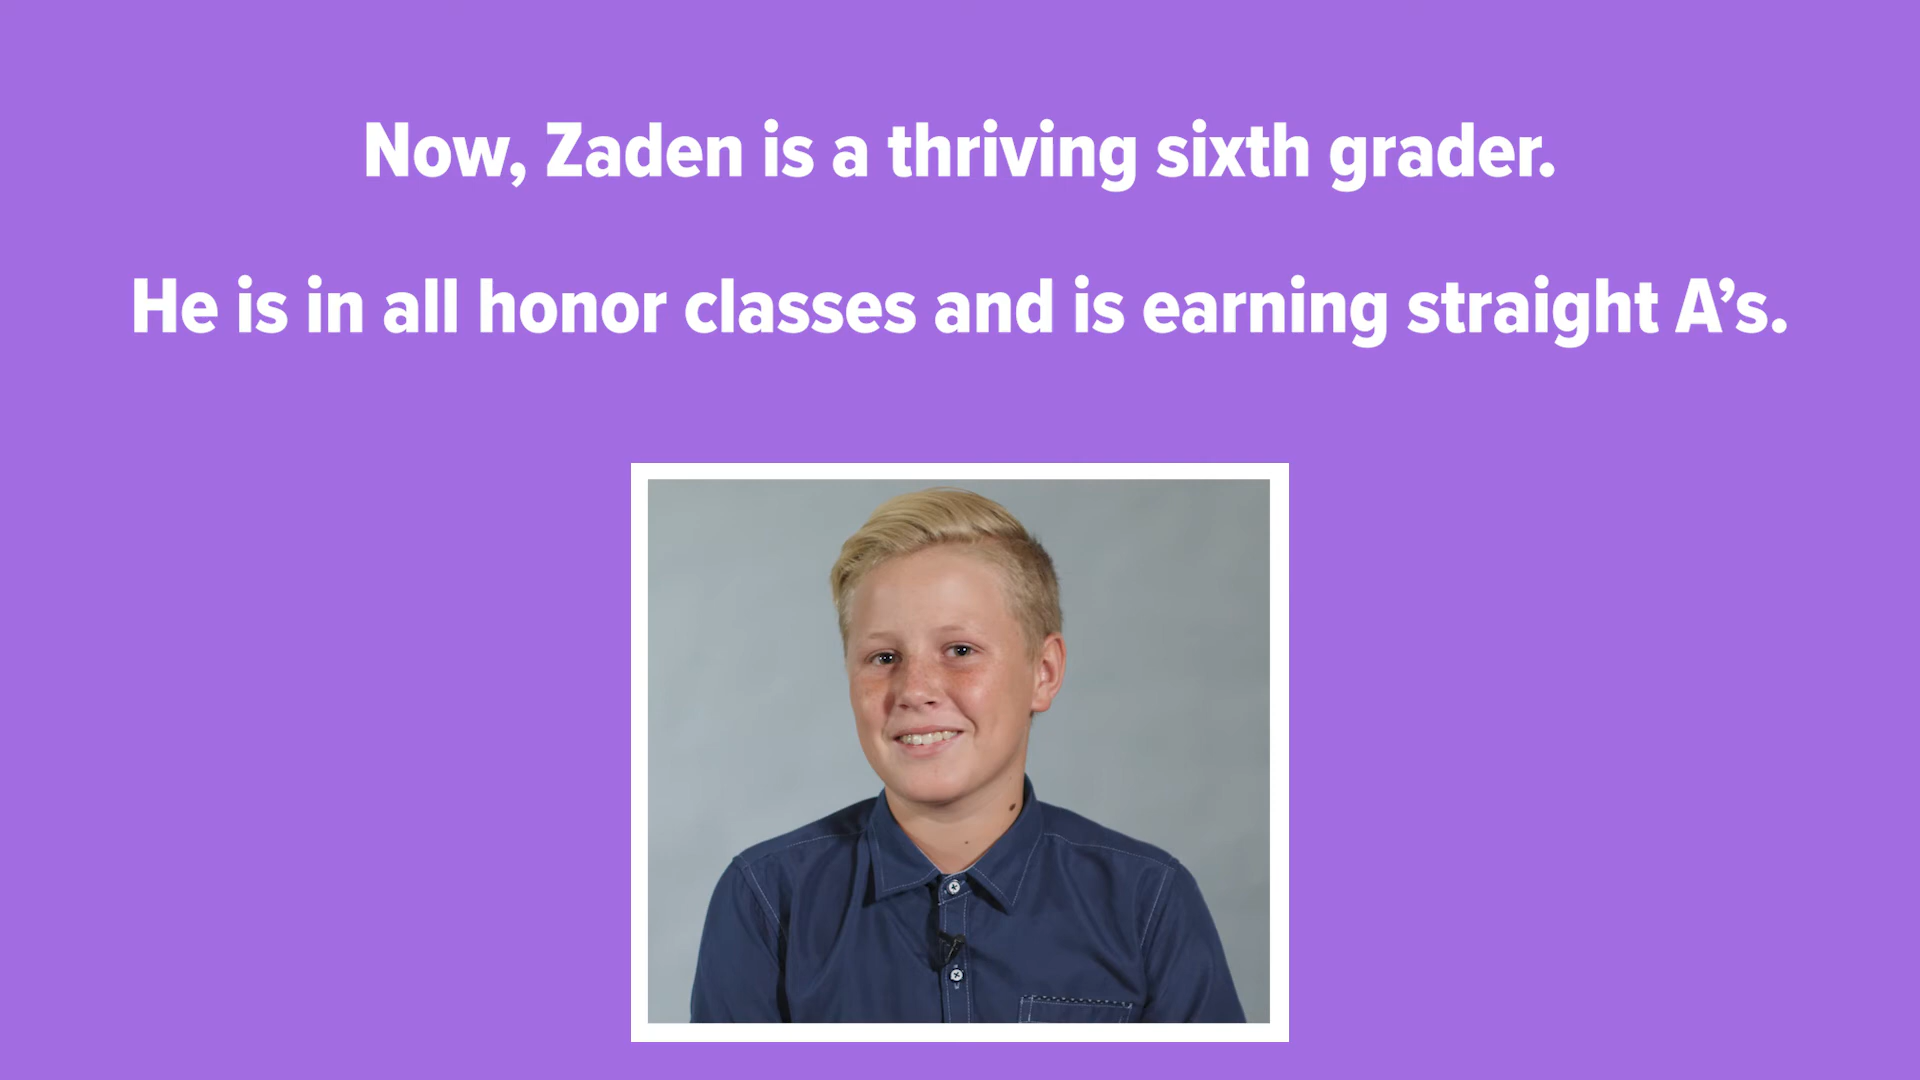 Now, Zaden is a thriving sixth grader.
He is in all honor classes and is earning straight A’s.